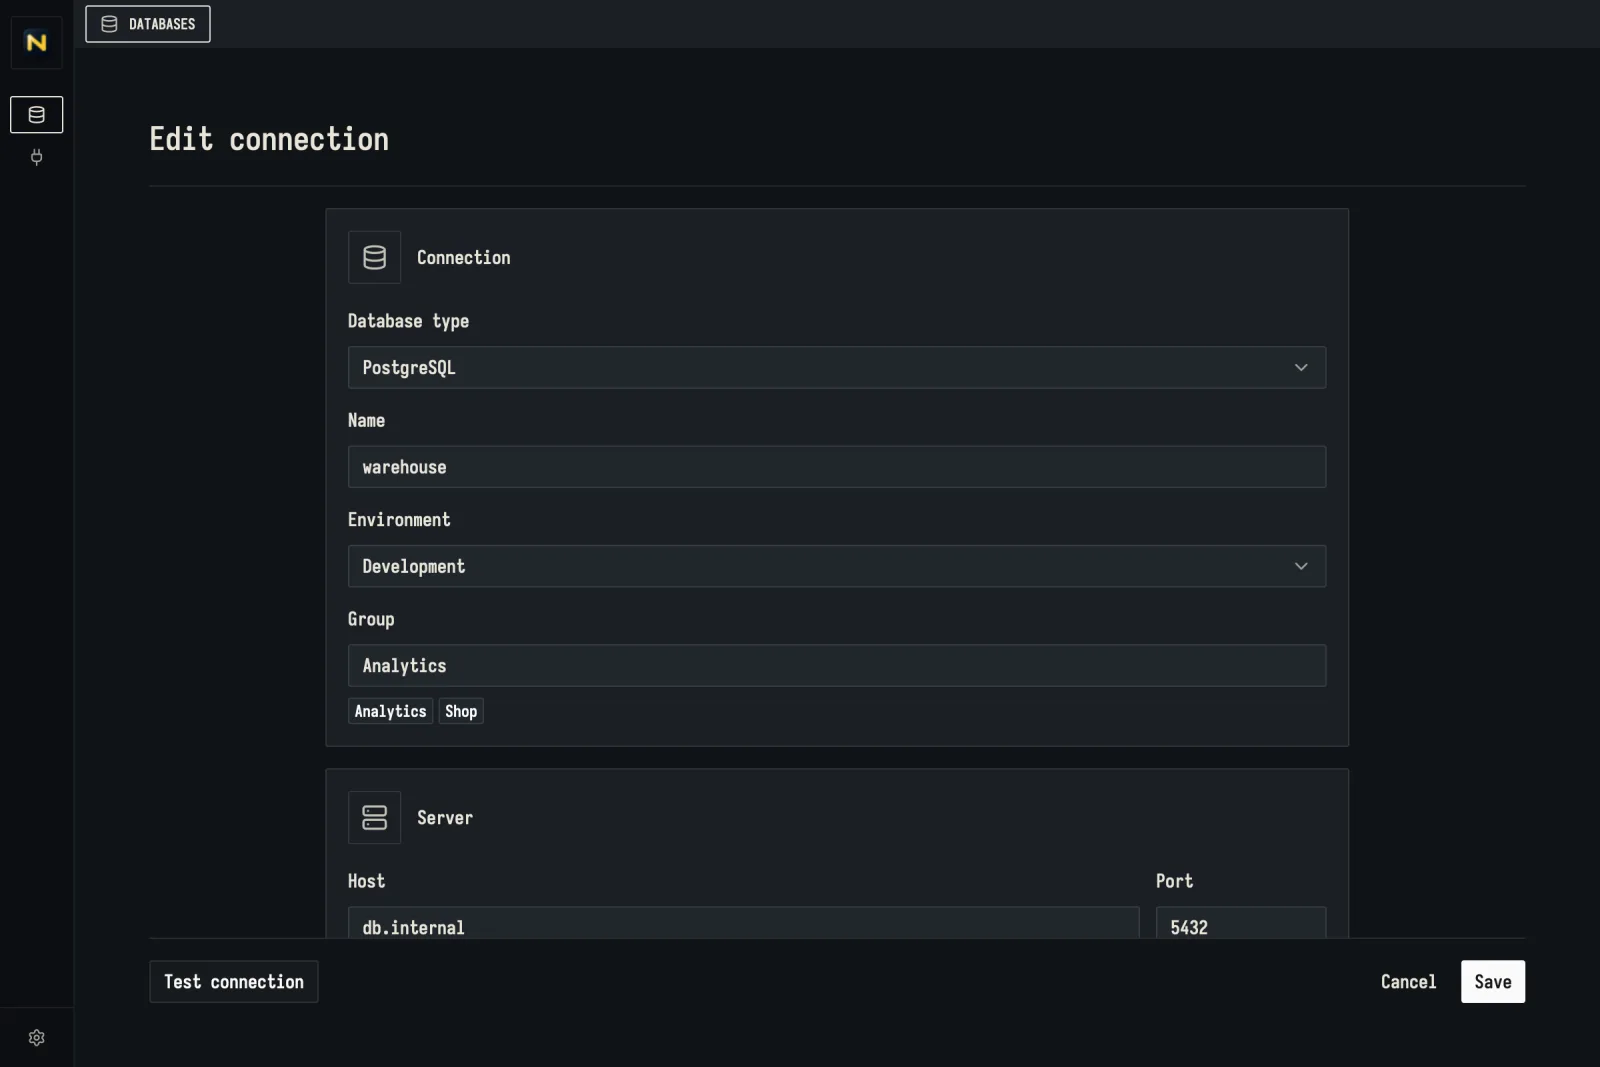 N
DATABASES
Edit connection
Connection
Database type
PostgreSQL
Name
warehouse
Environment
Development
Group
Analytics
Analytics Shop
Server
Host Port
db.internal 5432
Test connection Cancel Save